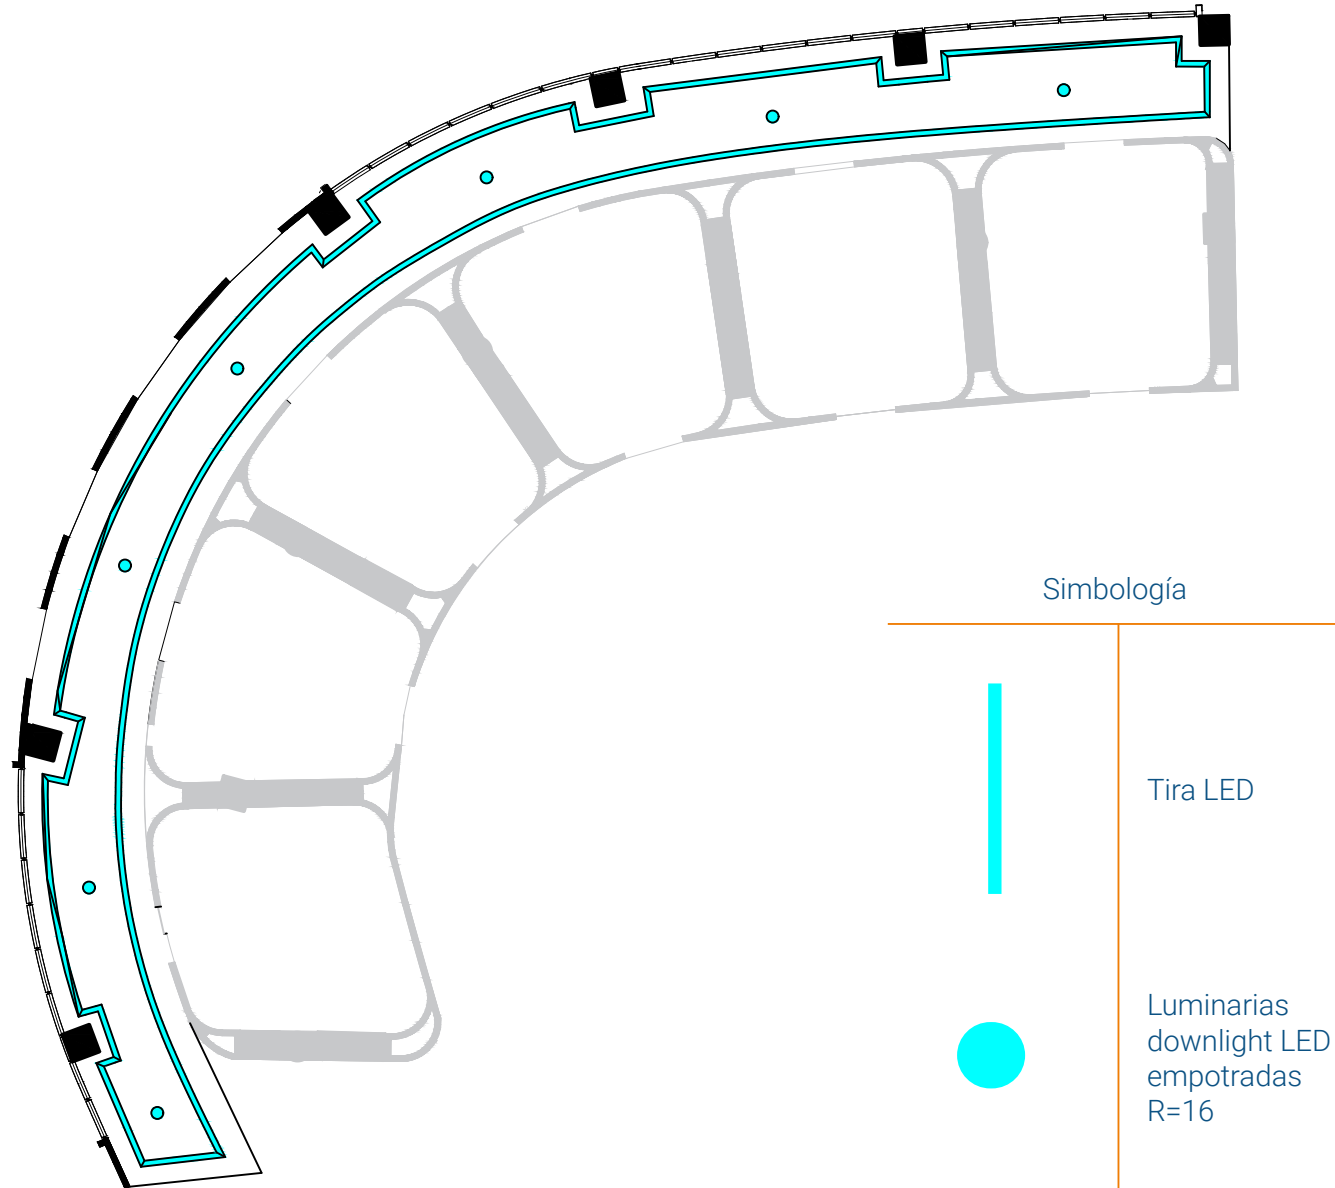 Simbología
Tira LED
Luminarias
downlight LED
empotradas
R=16